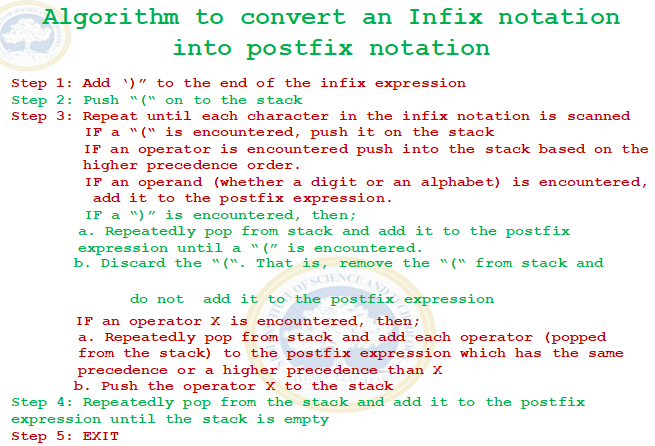 Algorithm to convert an Infix notation
into postfix notation
Step 1: Add ‘)” to the end of the infix expression
Step 2: Push “(“ on to the stack
Step 3: Repeat until each character in the infix notation is scanned
IF a “(“ is encountered, push it on the stack
IF an operator is encountered push into the stack based on the
higher precedence order.
IF an operand (whether a digit or an alphabet) is encountered,
add it to the postfix expression.
IF a “)” is encountered, then;
a. Repeatedly pop from stack and add it to the postfix
expression until a “(” is encountered.
b. Discard the “(“. That is, remove the “(“ from stack and
do not add it to the postfix expression
IF an operator X is encountered, then;
a. Repeatedly pop from stack and add each operator (popped
from the stack) to the postfix expression which has the same
precedence or a higher precedence than X
b. Push the operator X to the stack
Step 4: Repeatedly pop from the stack and add it to the postfix
expression until the stack is empty
Step 5: EXIT